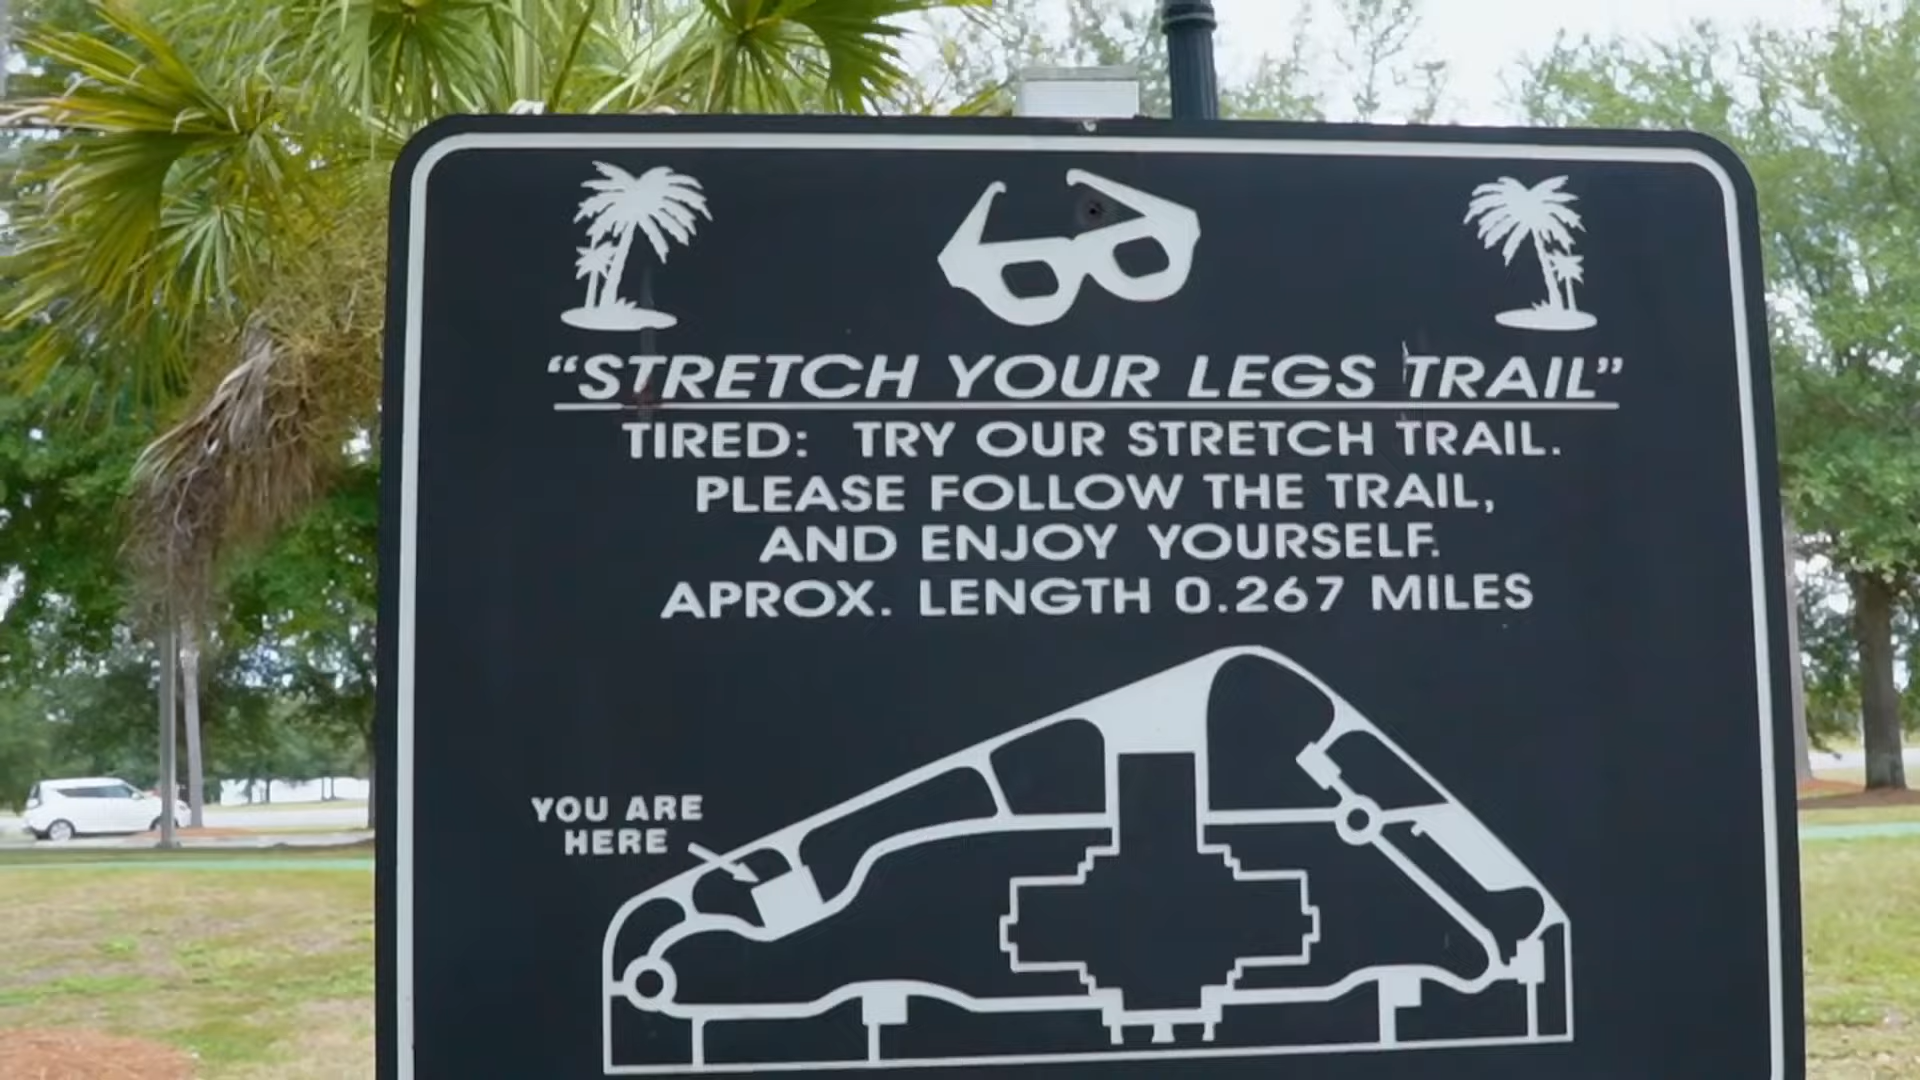 “STRETCH YOUR LEGS TRAIL”
TIRED: TRY OUR STRETCH TRAIL.
PLEASE FOLLOW THE TRAIL,
AND ENJOY YOURSELF.
APROX. LENGTH 0.267 MILES
YOU ARE
HERE